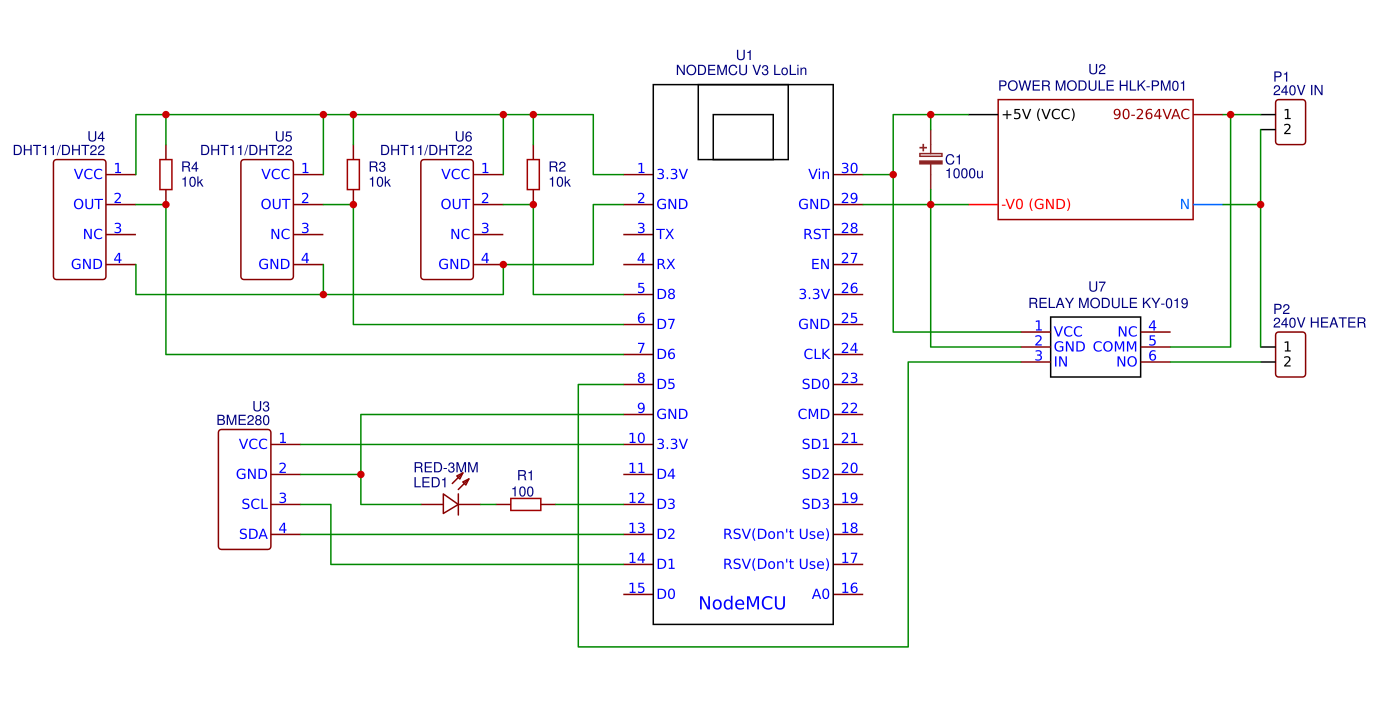 U1
NODEMCU V3 LoLin
U2
POWER MODULE HLK-PM01
P1
240V IN
U4
DHT11/DHT22
VCC 1
OUT 2
NC 3
GND 4
R4
10k
U5
DHT11/DHT22
VCC 1
OUT 2
NC 3
GND 4
R3
10k
U6
DHT11/DHT22
VCC 1
OUT 2
NC 3
GND 4
R2
10k
1 3.3V
2 GND
3 TX
4 RX
5 D8
6 D7
7 D6
8 D5
9 GND
10 3.3V
11 D4
12 D3
13 D2
14 D1
15 D0
Vin 30
GND 29
RST 28
EN 27
3.3V 26
GND 25
CLK 24
SD0 23
CMD 22
SD1 21
SD2 20
SD3 19
RSV(Don't Use) 18
RSV(Don't Use) 17
A0 16
NodeMCU
+
C1
1000u
+5V (VCC) 90-264VAC
-V0 (GND) N
1
2
U7
RELAY MODULE KY-019
1 VCC NC 4
2 GND COMM 5
3 IN NO 6
P2
240V HEATER
1
2
U3
BME280
VCC 1
GND 2
SCL 3
SDA 4
RED-3MM
LED1
R1
100